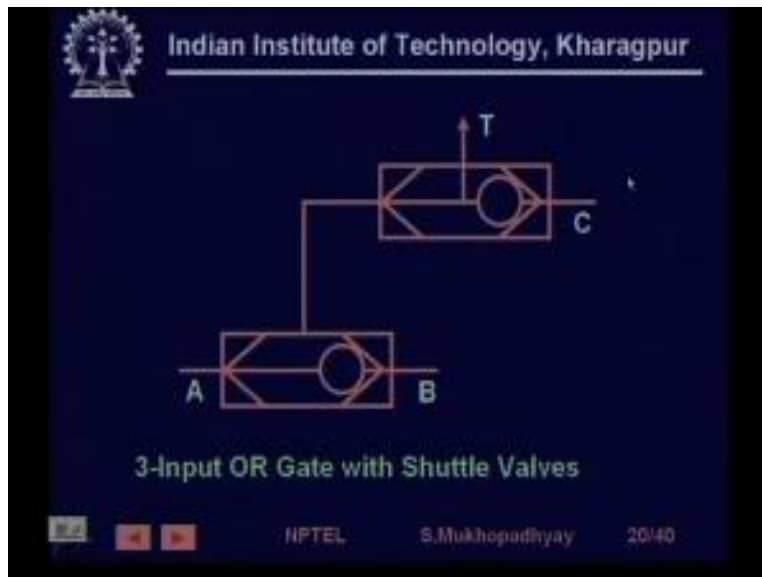 Indian Institute of Technology, Kharagpur
T
C
A
B
3-Input OR Gate with Shuttle Valves
NPTEL S.Mukhopadhyay 20/40